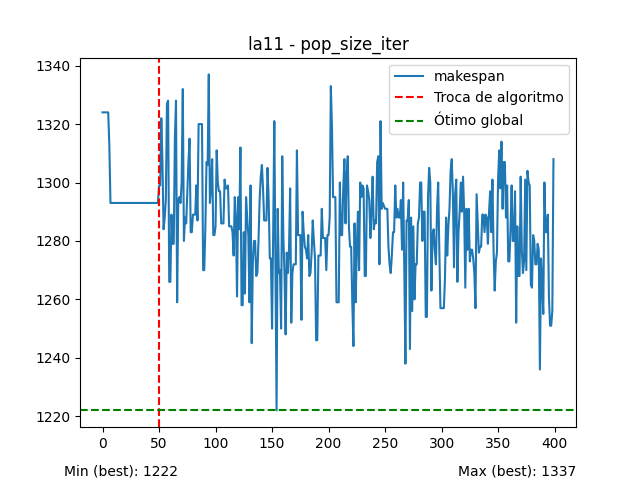 la11 - pop_size_iter
makespan
Troca de algoritmo
Ótimo global
1340
1320
1300
1280
1260
1240
1220
0 50 100 150 200 250 300 350 400
Min (best): 1222 Max (best): 1337